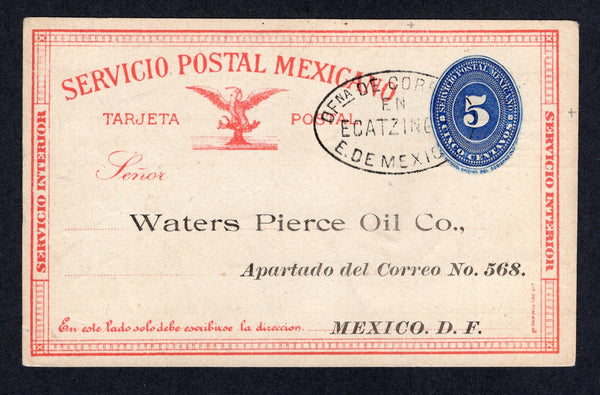 SERVICIO POSTAL MEXICANO
TARJETA POSTAL
OFNA DE CORR
EN
ECATZING
E. DE MEXIC
SERVICIO POSTAL MEXICANO
5
CINCO CENTAVOS
SERVICIO INTERIOR
SERVICIO INTERIOR
Señor
Waters Pierce Oil Co.,
Apartado del Correo No. 568.
MEXICO. D. F.
En este lado solo debe escribirse la direccion.